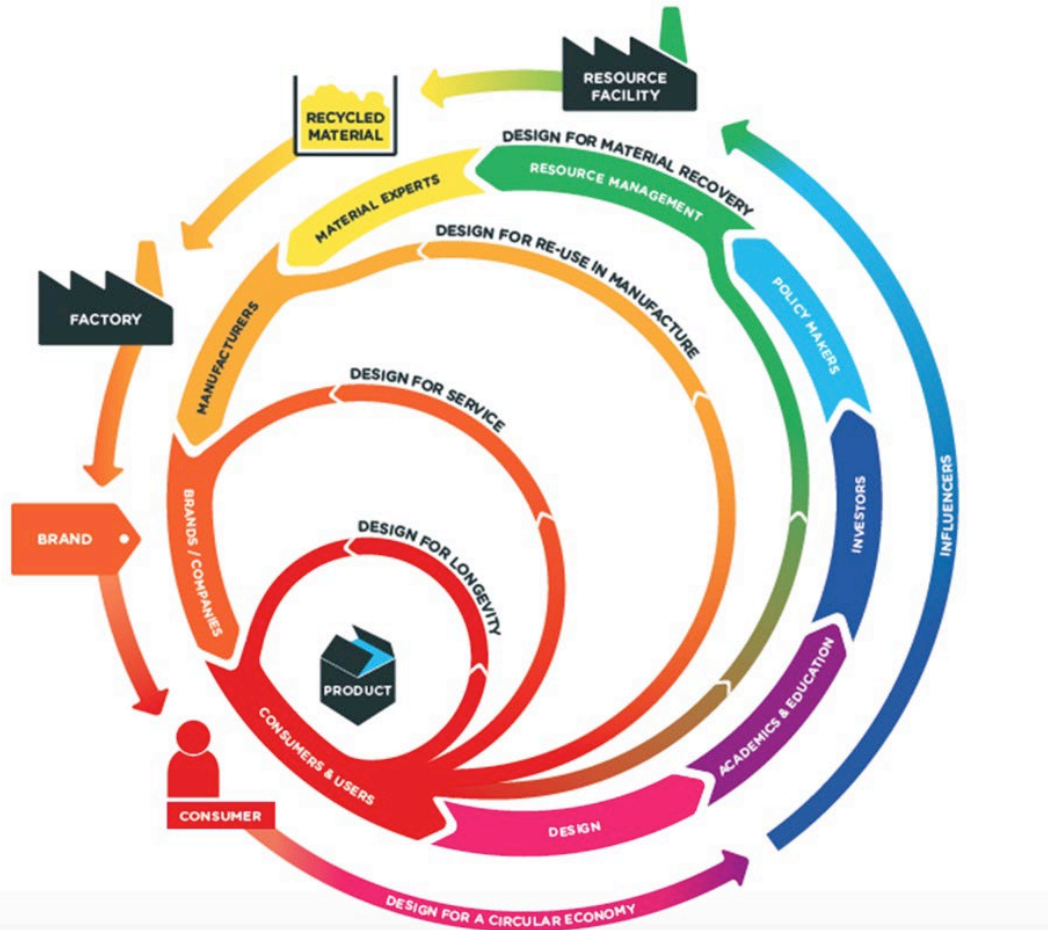 RESOURCE
FACILITY
RECYCLED
MATERIAL
DESIGN FOR MATERIAL RECOVERY
RESOURCE MANAGEMENT
MATERIAL EXPERTS
DESIGN FOR RE-USE IN MANUFACTURE
POLICY MAKERS
FACTORY
MANUFACTURERS
DESIGN FOR SERVICE
INVESTORS
INFLUENCERS
BRAND
BRANDS / COMPANIES
DESIGN FOR LONGEVITY
PRODUCT
ACADEMICS & EDUCATION
CONSUMERS & USERS
CONSUMER
DESIGN
DESIGN FOR A CIRCULAR ECONOMY